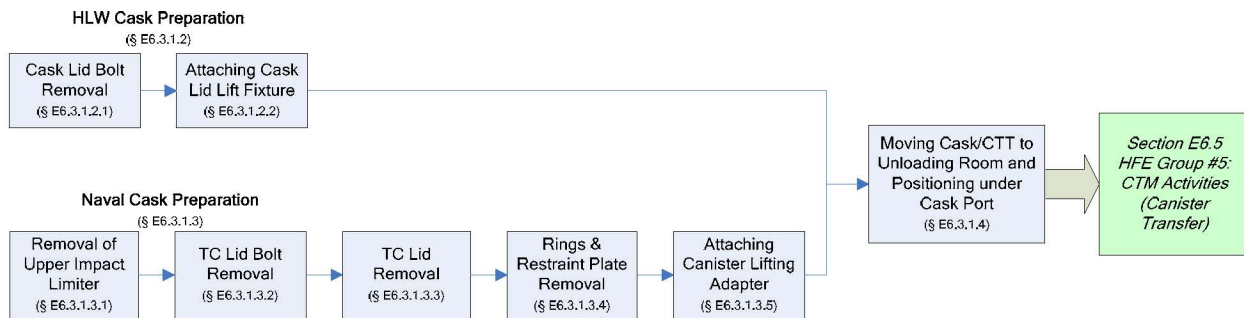 HLW Cask Preparation
(§ E6.3.1.2)
Cask Lid Bolt
Removal
(§ E6.3.1.2.1)
Attaching Cask
Lid Lift Fixture
(§ E6.3.1.2.2)
Naval Cask Preparation
(§ E6.3.1.3)
Removal of
Upper Impact
Limiter
(§ E6.3.1.3.1)
TC Lid Bolt
Removal
(§ E6.3.1.3.2)
TC Lid
Removal
(§ E6.3.1.3.3)
Rings &
Restraint Plate
Removal
(§ E6.3.1.3.4)
Attaching
Canister Lifting
Adapter
(§ E6.3.1.3.5)
Moving Cask/CTT to
Unloading Room and
Positioning under
Cask Port
(§ E6.3.1.4)
Section E6.5
HFE Group #5:
CTM Activities
(Canister
Transfer)